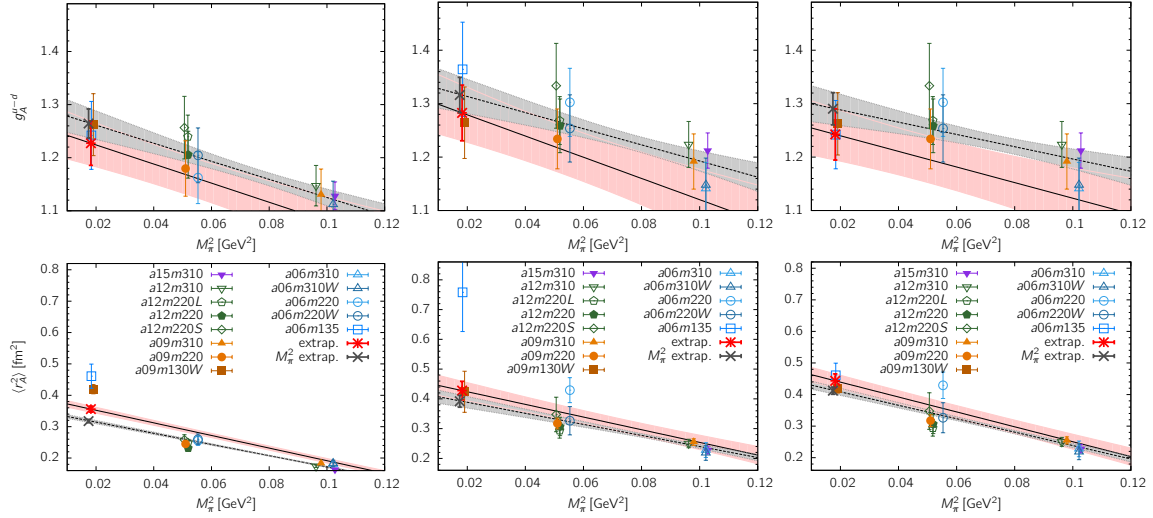 1.4
1.3
1.2
1.1
0.02 0.04 0.06 0.08 0.1 0.12
g_A^{u−d}
M_π^2 [GeV^2]
1.4
1.3
1.2
1.1
0.02 0.04 0.06 0.08 0.1 0.12
M_π^2 [GeV^2]
1.4
1.3
1.2
1.1
0.02 0.04 0.06 0.08 0.1 0.12
M_π^2 [GeV^2]
0.8
0.7
0.6
0.5
0.4
0.3
0.2
0.02 0.04 0.06 0.08 0.1 0.12
⟨r_A^2⟩ [fm^2]
M_π^2 [GeV^2]
a15m310
a12m310
a12m220L
a12m220
a12m220S
a09m310
a09m220
a09m130W
a06m310
a06m310W
a06m220
a06m220W
a06m135
extrap.
M_π^2 extrap.
0.8
0.7
0.6
0.5
0.4
0.3
0.2
0.02 0.04 0.06 0.08 0.1 0.12
M_π^2 [GeV^2]
a15m310
a12m310
a12m220L
a12m220
a12m220S
a09m310
a09m220
a09m130W
a06m310
a06m310W
a06m220
a06m220W
a06m135
extrap.
M_π^2 extrap.
0.8
0.7
0.6
0.5
0.4
0.3
0.2
0.02 0.04 0.06 0.08 0.1 0.12
M_π^2 [GeV^2]
a15m310
a12m310
a12m220L
a12m220
a12m220S
a09m310
a09m220
a09m130W
a06m310
a06m310W
a06m220
a06m220W
a06m135
extrap.
M_π^2 extrap.